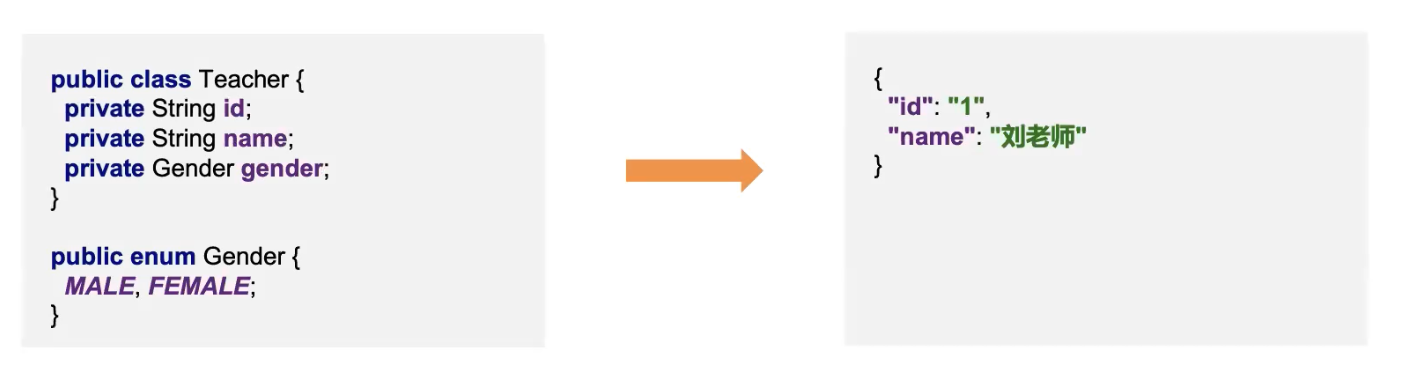 public class Teacher {
private String id;
private String name;
private Gender gender;
}
public enum Gender {
MALE, FEMALE;
}
{
"id": "1",
"name": "刘老师"
}